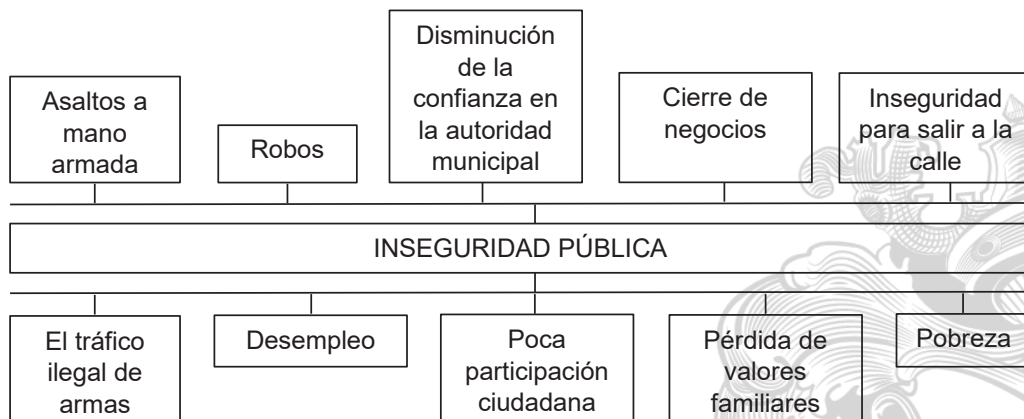 Asaltos a
mano
armada
Robos
Disminución
de la
confianza en
la autoridad
municipal
Cierre de
negocios
Inseguridad
para salir a la
calle
INSEGURIDAD PÚBLICA
El tráfico
ilegal de
armas
Desempleo
Poca
participación
ciudadana
Pérdida de
valores
familiares
Pobreza